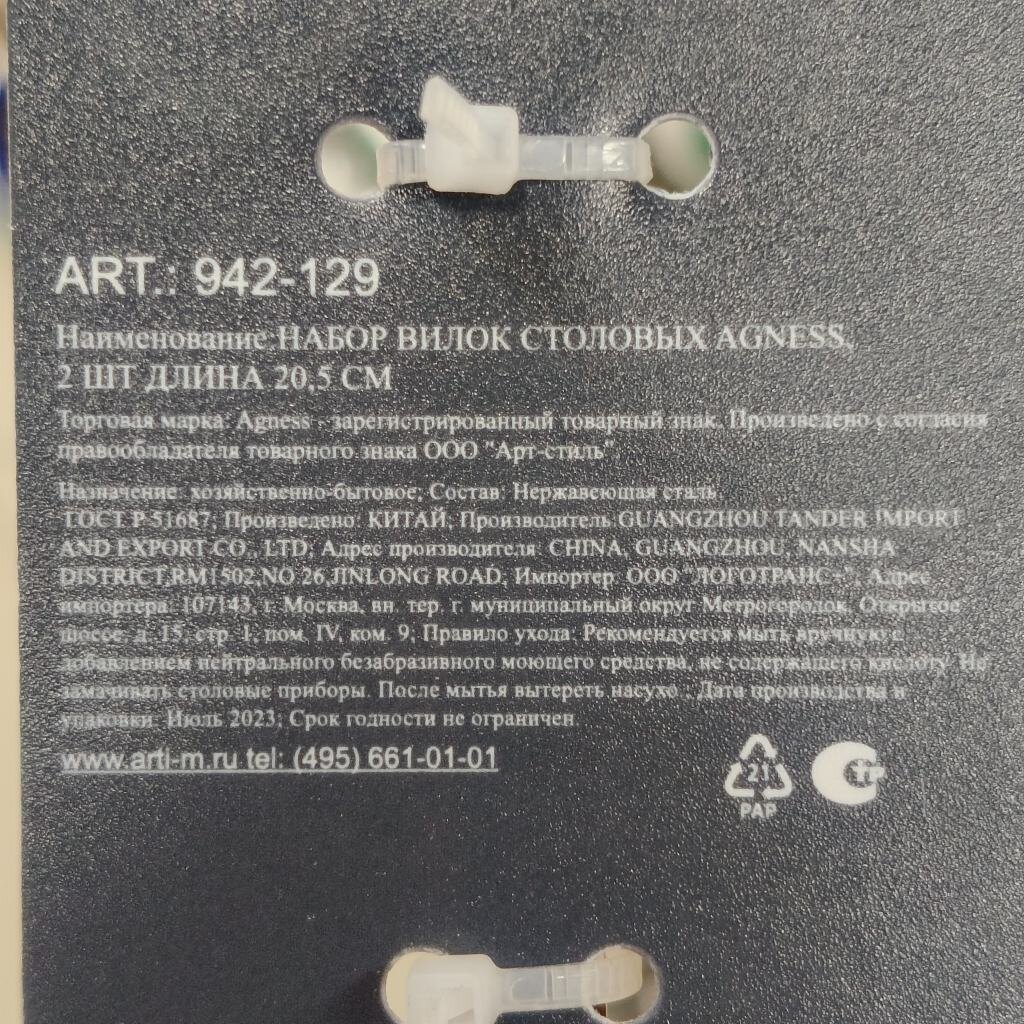 ART.: 942-129
Наименование:НАБОР ВИЛОК СТОЛОВЫХ AGNESS,
2 ШТ ДЛИНА 20,5 СМ
Торговая марка: Agness - зарегистрированный товарный знак. Произведено с согласия
правообладателя товарного знака ООО "Арт-стиль"
Назначение: хозяйственно-бытовое; Состав: Нержавеющая сталь.
ГОСТ Р 51687; Произведено: КИТАЙ; Производитель:GUANGZHOU TANDER IMPORT
AND EXPORT CO., LTD; Адрес производителя: CHINA, GUANGZHOU, NANSHA
DISTRICT,RM1502,NO 26,JINLONG ROAD; Импортер: ООО "ЛОГОТРАНС+"; Адрес
импортера: 107143, г. Москва, вн. тер. г. муниципальный округ Метрогородок, Открытое
шоссе, д. 15, стр. 1, пом. IV, ком. 9; Правило ухода: Рекомендуется мыть вручную с
добавлением нейтрального безабразивного моющего средства, не содержащего кислоту. Не
замачивать столовые приборы. После мытья вытереть насухо.; Дата производства и
упаковки: Июль 2023; Срок годности не ограничен.
www.arti-m.ru tel: (495) 661-01-01
21
PAP
СТР